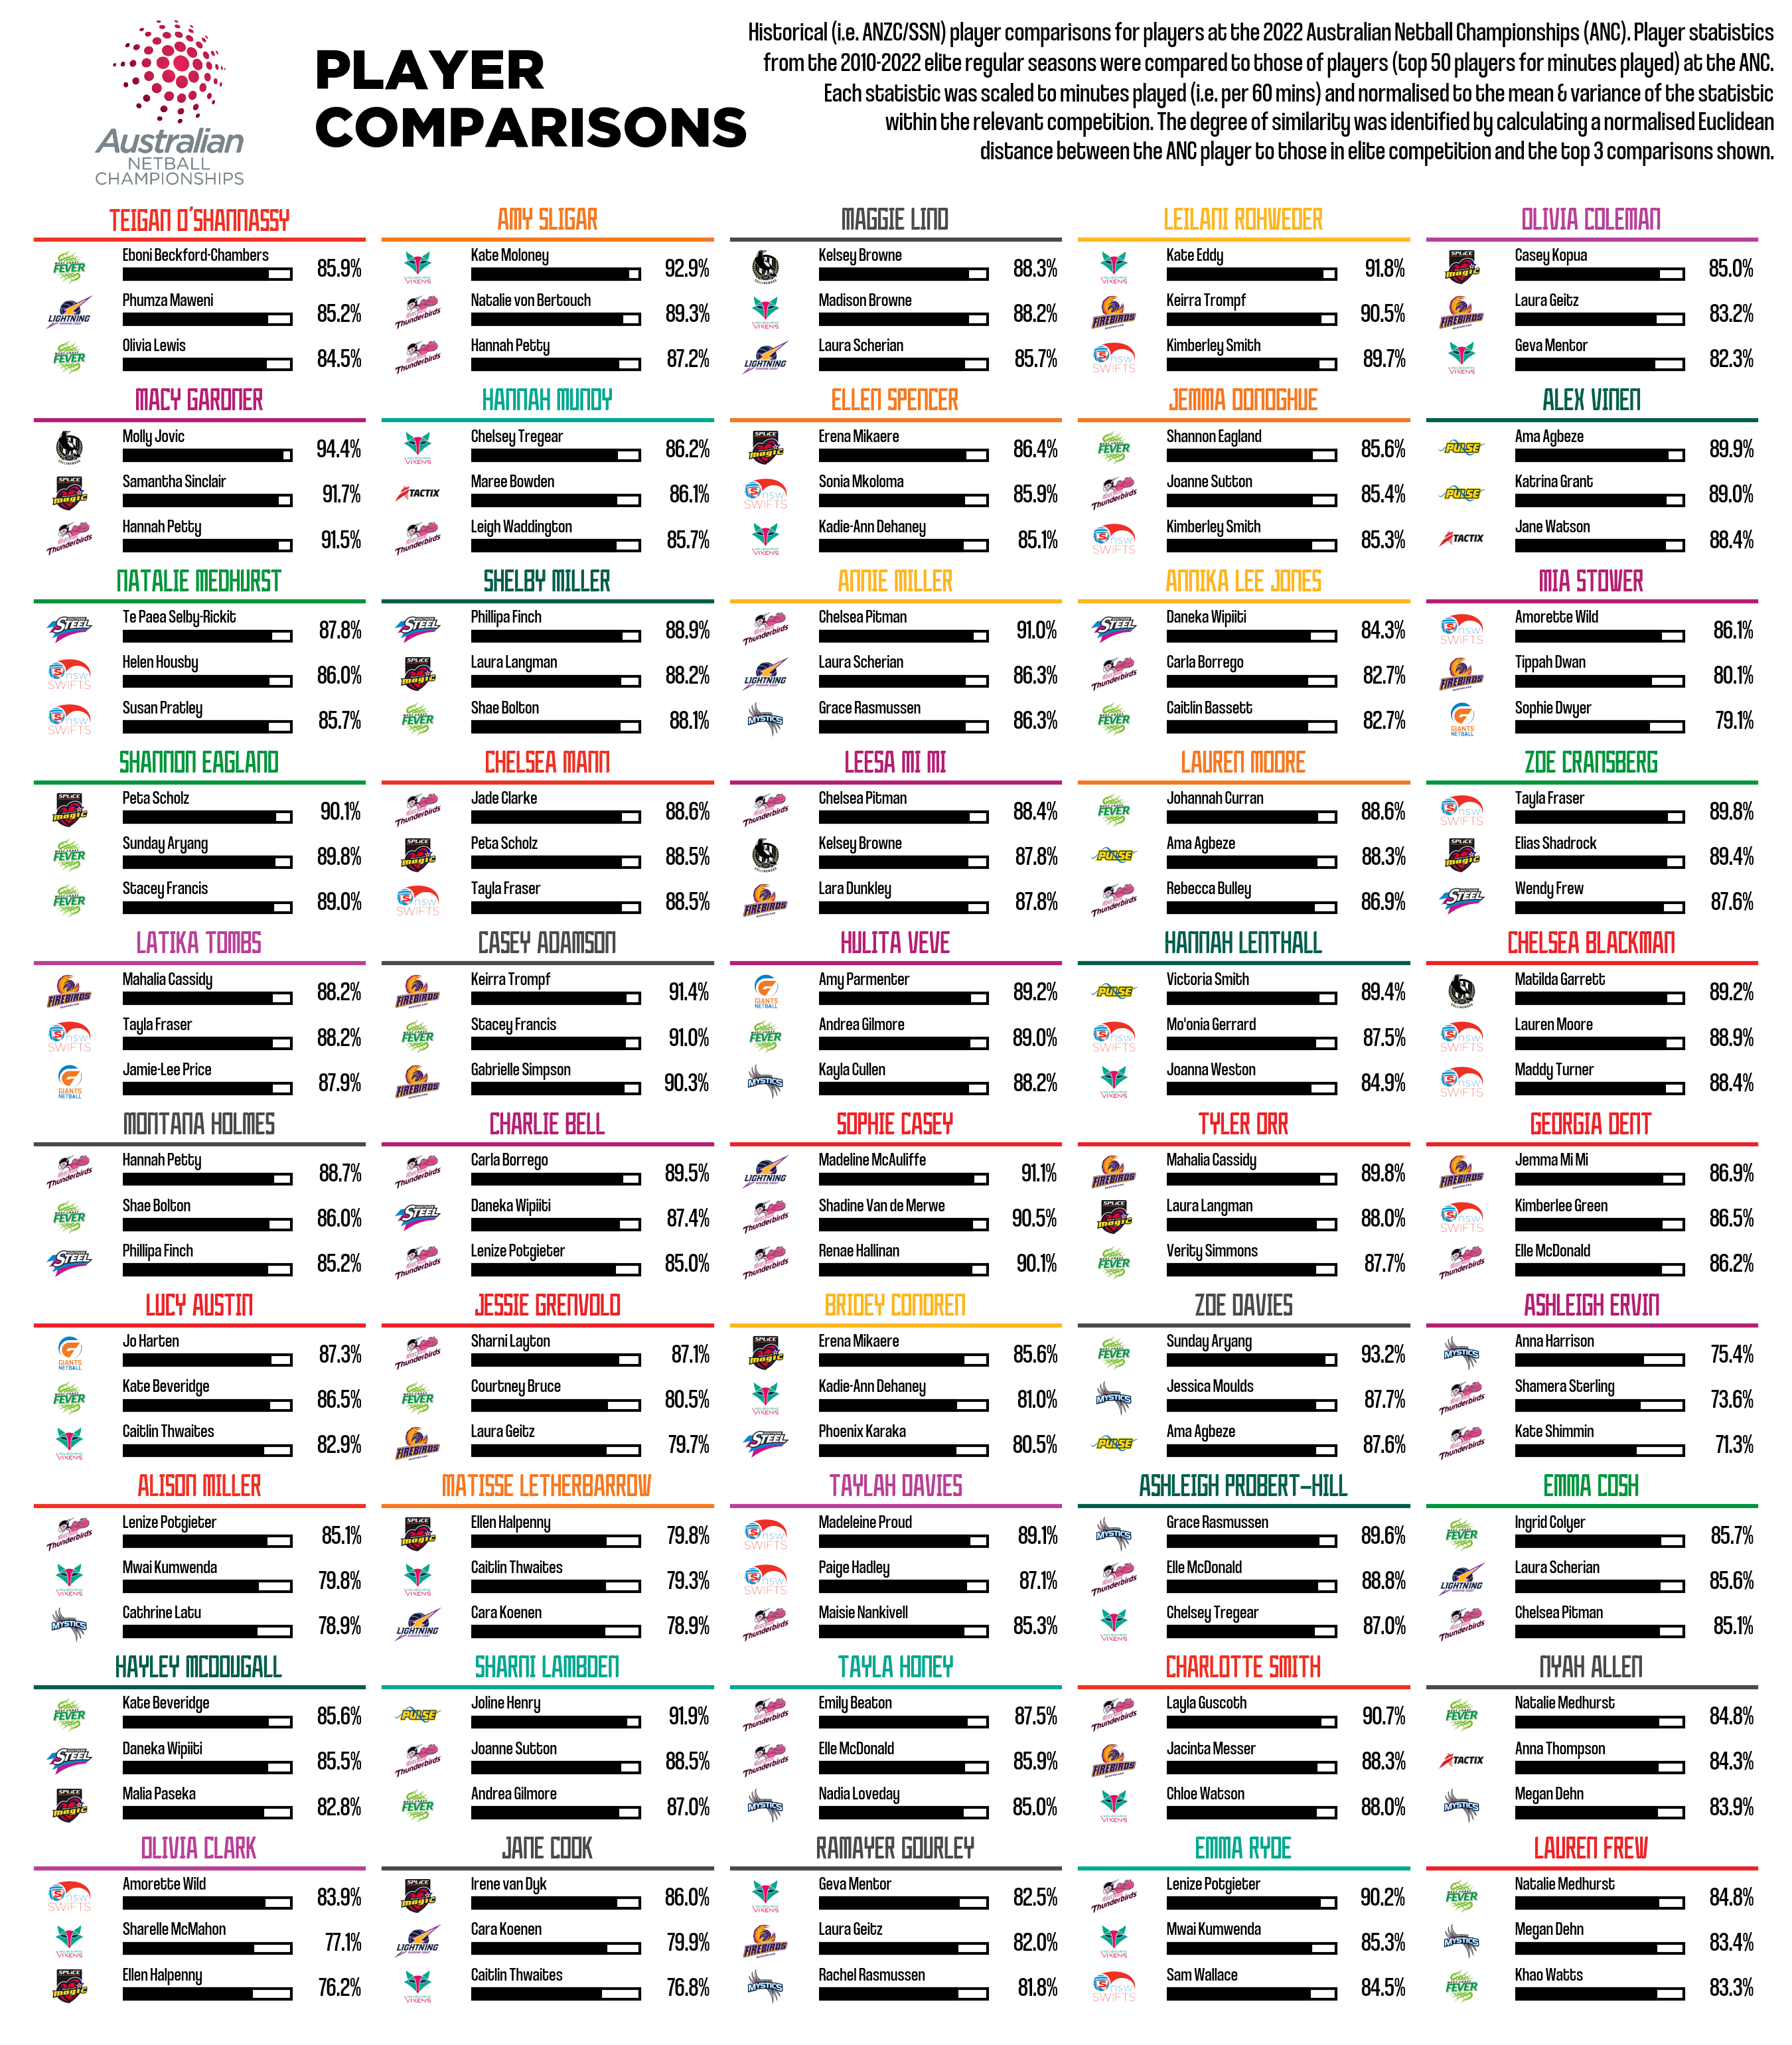 Australian
NETBALL
CHAMPIONSHIPS
PLAYER
COMPARISONS
Historical (i.e. ANZC/SSN) player comparisons for players at the 2022 Australian Netball Championships (ANC). Player statistics
from the 2010-2022 elite regular seasons were compared to those of players (top 50 players for minutes played) at the ANC.
Each statistic was scaled to minutes played (i.e. per 60 mins) and normalised to the mean & variance of the statistic
within the relevant competition. The degree of similarity was identified by calculating a normalised Euclidean
distance between the ANC player to those in elite competition and the top 3 comparisons shown.
TEIGAN O'SHANNASSY
Eboni Beckford-Chambers 85.9%
Phumza Maweni 85.2%
Olivia Lewis 84.5%
AMY SLIGAR
Kate Moloney 92.9%
Natalie von Bertouch 89.3%
Hannah Petty 87.2%
MAGGIE LIND
Kelsey Browne 88.3%
Madison Browne 88.2%
Laura Scherian 85.7%
LEILANI ROHWEDER
Kate Eddy 91.8%
Keirra Trompf 90.5%
Kimberley Smith 89.7%
OLIVIA COLEMAN
Casey Kopua 85.0%
Laura Geitz 83.2%
Geva Mentor 82.3%
MACY GARDNER
Molly Jovic 94.4%
Samantha Sinclair 91.7%
Hannah Petty 91.5%
HANNAH MUNDY
Chelsey Tregear 86.2%
Maree Bowden 86.1%
Leigh Waddington 85.7%
ELLEN SPENCER
Erena Mikaere 86.4%
Sonia Mkoloma 85.9%
Kadie-Ann Dehaney 85.1%
JEMMA DONOGHUE
Shannon Eagland 85.6%
Joanne Sutton 85.4%
Kimberley Smith 85.3%
ALEX VINEN
Ama Agbeze 89.9%
Katrina Grant 89.0%
Jane Watson 88.4%
NATALIE MEDHURST
Te Paea Selby-Rickit 87.8%
Helen Housby 86.0%
Susan Pratley 85.7%
SHELBY MILLER
Phillipa Finch 88.9%
Laura Langman 88.2%
Shae Bolton 88.1%
ANNIE MILLER
Chelsea Pitman 91.0%
Laura Scherian 86.3%
Grace Rasmussen 86.3%
ANNIKA LEE JONES
Daneka Wipiiti 84.3%
Carla Borrego 82.7%
Caitlin Bassett 82.7%
MIA STOWER
Amorette Wild 86.1%
Tippah Dwan 80.1%
Sophie Dwyer 79.1%
SHANNON EAGLAND
Peta Scholz 90.1%
Sunday Aryang 89.8%
Stacey Francis 89.0%
CHELSEA MANN
Jade Clarke 88.6%
Peta Scholz 88.5%
Tayla Fraser 88.5%
LEESA MI MI
Chelsea Pitman 88.4%
Kelsey Browne 87.8%
Lara Dunkley 87.8%
LAUREN MOORE
Johannah Curran 88.6%
Ama Agbeze 88.3%
Rebecca Bulley 86.9%
ZOE CRANSBERG
Tayla Fraser 89.8%
Elias Shadrock 89.4%
Wendy Frew 87.6%
LATIKA TOMBS
Mahalia Cassidy 88.2%
Tayla Fraser 88.2%
Jamie-Lee Price 87.9%
CASEY ADAMSON
Keirra Trompf 91.4%
Stacey Francis 91.0%
Gabrielle Simpson 90.3%
HULITA VEVE
Amy Parmenter 89.2%
Andrea Gilmore 89.0%
Kayla Cullen 88.2%
HANNAH LENTHALL
Victoria Smith 89.4%
Mo'onia Gerrard 87.5%
Joanna Weston 84.9%
CHELSEA BLACKMAN
Matilda Garrett 89.2%
Lauren Moore 88.9%
Maddy Turner 88.4%
MONTANA HOLMES
Hannah Petty 88.7%
Shae Bolton 86.0%
Phillipa Finch 85.2%
CHARLIE BELL
Carla Borrego 89.5%
Daneka Wipiiti 87.4%
Lenize Potgieter 85.0%
SOPHIE CASEY
Madeline McAuliffe 91.1%
Shadine Van de Merwe 90.5%
Renae Hallinan 90.1%
TYLER ORR
Mahalia Cassidy 89.8%
Laura Langman 88.0%
Verity Simmons 87.7%
GEORGIA DENT
Jemma Mi Mi 86.9%
Kimberlee Green 86.5%
Elle McDonald 86.2%
LUCY AUSTIN
Jo Harten 87.3%
Kate Beveridge 86.5%
Caitlin Thwaites 82.9%
JESSIE GRENVOLD
Sharni Layton 87.1%
Courtney Bruce 80.5%
Laura Geitz 79.7%
BRIDEY CONDREN
Erena Mikaere 85.6%
Kadie-Ann Dehaney 81.0%
Phoenix Karaka 80.5%
ZOE DAVIES
Sunday Aryang 93.2%
Jessica Moulds 87.7%
Ama Agbeze 87.6%
ASHLEIGH ERVIN
Anna Harrison 75.4%
Shamera Sterling 73.6%
Kate Shimmin 71.3%
ALISON MILLER
Lenize Potgieter 85.1%
Mwai Kumwenda 79.8%
Cathrine Latu 78.9%
MATISSE LETHERBARROW
Ellen Halpenny 79.8%
Caitlin Thwaites 79.3%
Cara Koenen 78.9%
TAYLAH DAVIES
Madeleine Proud 89.1%
Paige Hadley 87.1%
Maisie Nankivell 85.3%
ASHLEIGH PROBERT-HILL
Grace Rasmussen 89.6%
Elle McDonald 88.8%
Chelsey Tregear 87.0%
EMMA COSH
Ingrid Colyer 85.7%
Laura Scherian 85.6%
Chelsea Pitman 85.1%
HAYLEY MCDOUGALL
Kate Beveridge 85.6%
Daneka Wipiiti 85.5%
Malia Paseka 82.8%
SHARNI LAMBDEN
Joline Henry 91.9%
Joanne Sutton 88.5%
Andrea Gilmore 87.0%
TAYLA HONEY
Emily Beaton 87.5%
Elle McDonald 85.9%
Nadia Loveday 85.0%
CHARLOTTE SMITH
Layla Guscoth 90.7%
Jacinta Messer 88.3%
Chloe Watson 88.0%
NYAH ALLEN
Natalie Medhurst 84.8%
Anna Thompson 84.3%
Megan Dehn 83.9%
OLIVIA CLARK
Amorette Wild 83.9%
Sharelle McMahon 77.1%
Ellen Halpenny 76.2%
JANE COOK
Irene van Dyk 86.0%
Cara Koenen 79.9%
Caitlin Thwaites 76.8%
RAMAYER GOURLEY
Geva Mentor 82.5%
Laura Geitz 82.0%
Rachel Rasmussen 81.8%
EMMA RYDE
Lenize Potgieter 90.2%
Mwai Kumwenda 85.3%
Sam Wallace 84.5%
LAUREN FREW
Natalie Medhurst 84.8%
Megan Dehn 83.4%
Khao Watts 83.3%